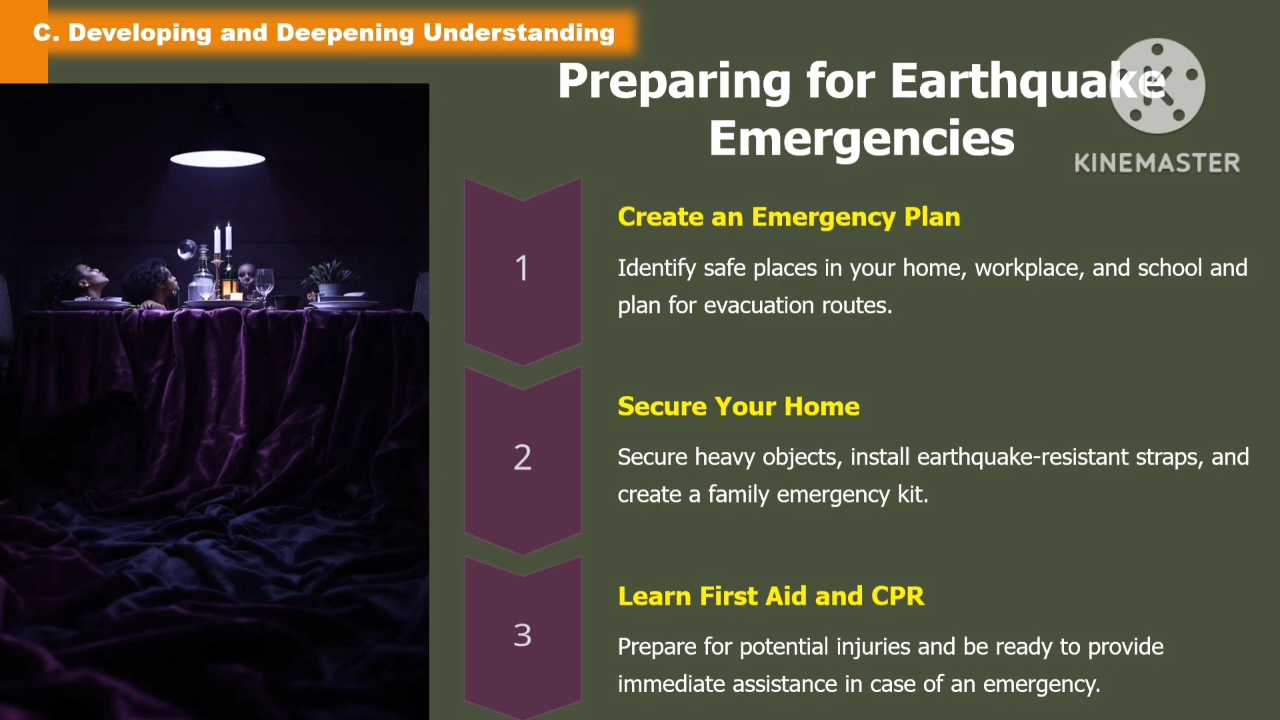 C. Developing and Deepening Understanding
Preparing for Earthquake
Emergencies
KINEMASTER
1
Create an Emergency Plan
Identify safe places in your home, workplace, and school and
plan for evacuation routes.
2
Secure Your Home
Secure heavy objects, install earthquake-resistant straps, and
create a family emergency kit.
3
Learn First Aid and CPR
Prepare for potential injuries and be ready to provide
immediate assistance in case of an emergency.